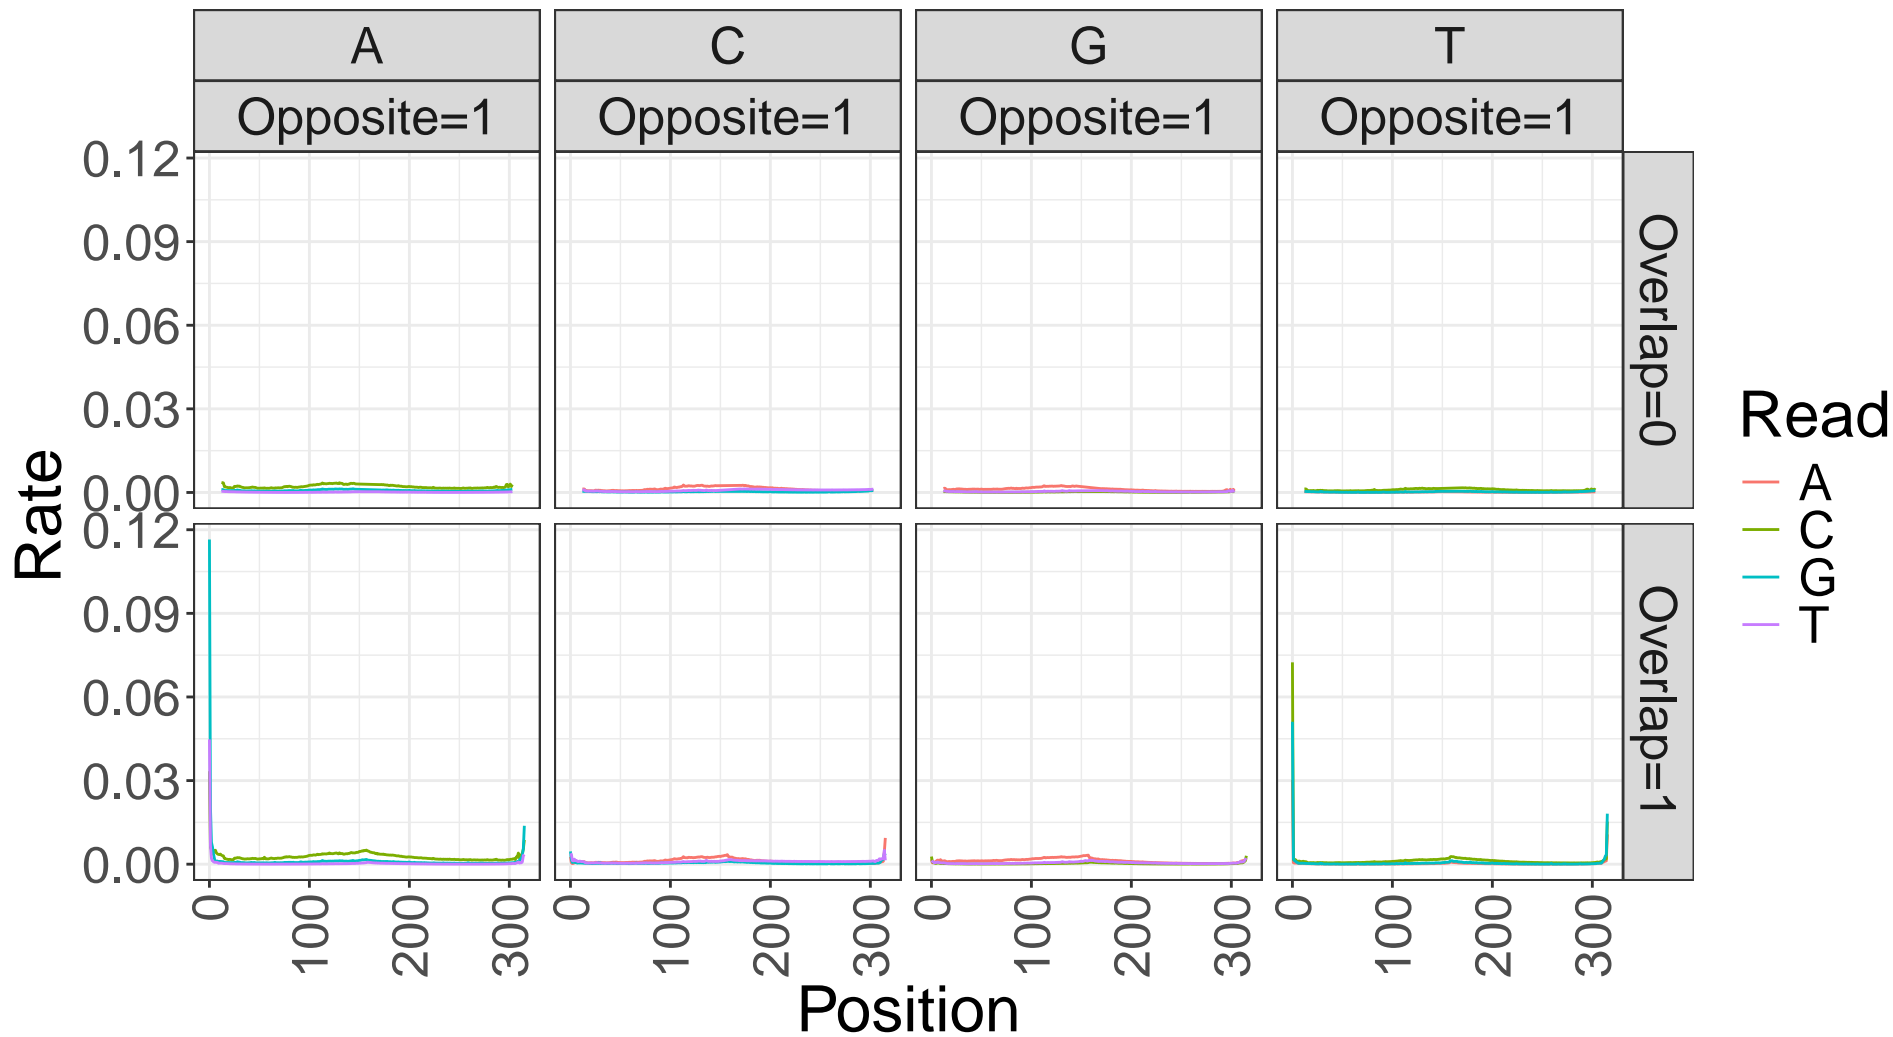 A C G T
Opposite=1 Opposite=1 Opposite=1 Opposite=1
0.12
0.09
0.06
0.03
0.00
Overlap=0
0.12
0.09
0.06
0.03
0.00
Overlap=1
Rate
0 100 200 300 0 100 200 300 0 100 200 300 0 100 200 300
Position
Read
A
C
G
T